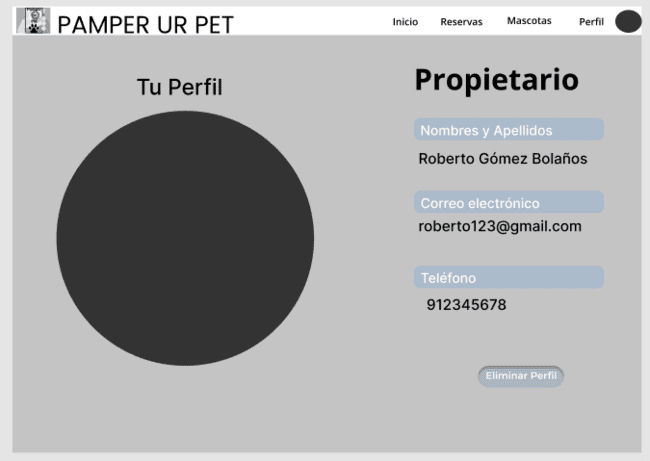 PAMPER UR PET
Inicio
Reservas
Mascotas
Perfil
Tu Perfil
Propietario
Nombres y Apellidos
Roberto Gómez Bolaños
Correo electrónico
roberto123@gmail.com
Teléfono
912345678
Eliminar Perfil